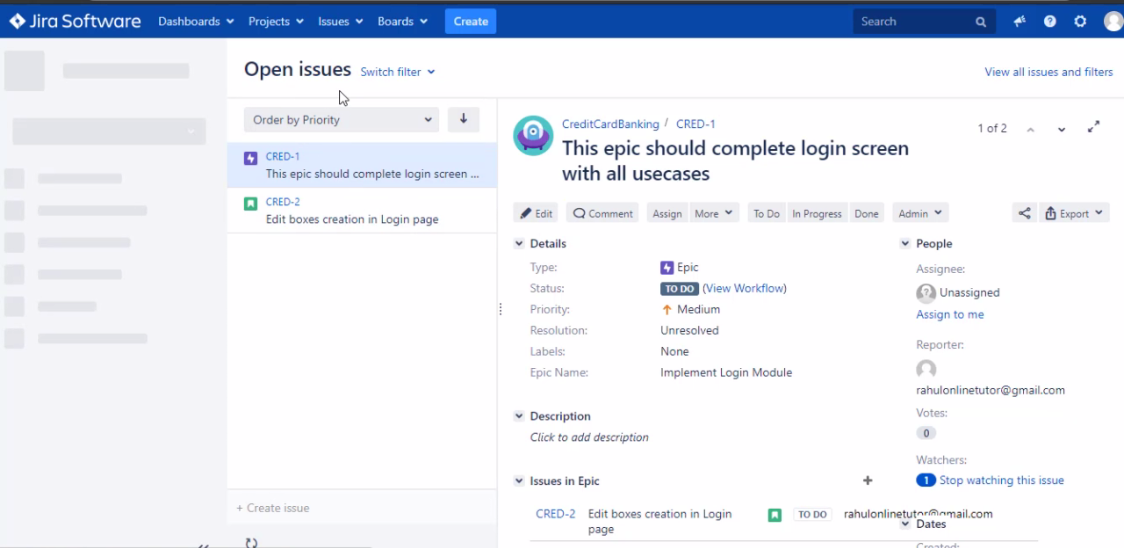 Jira Software Dashboards Projects Issues Boards Create Search
Open issues Switch filter
View all issues and filters
Order by Priority
CRED-1
This epic should complete login screen ...
CRED-2
Edit boxes creation in Login page
+ Create issue
CreditCardBanking / CRED-1
1 of 2
This epic should complete login screen
with all usecases
Edit Comment Assign More To Do In Progress Done Admin Export
Details
Type: Epic
Status: TO DO (View Workflow)
Priority: Medium
Resolution: Unresolved
Labels: None
Epic Name: Implement Login Module
People
Assignee:
Unassigned
Assign to me
Reporter:
rahulonlinetutor@gmail.com
Votes:
0
Watchers:
1 Stop watching this issue
Description
Click to add description
Issues in Epic +
CRED-2 Edit boxes creation in Login TO DO rahulonlinetutor@gmail.com
page
Dates
Created: